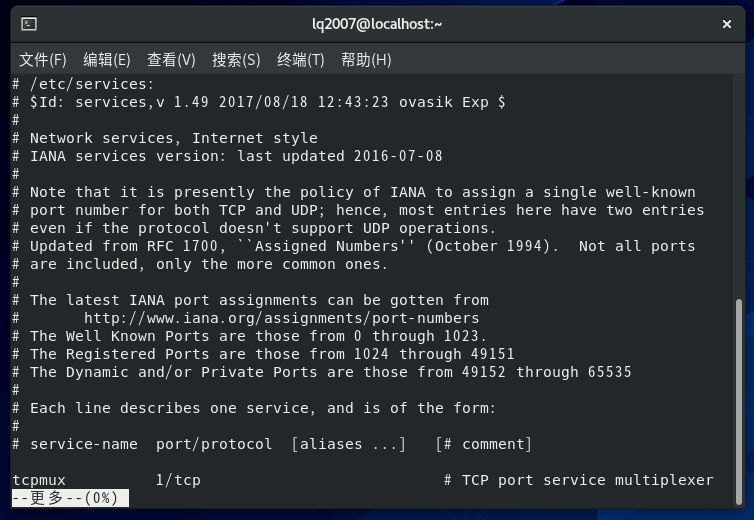 lq2007@localhost:~
×
文件(F) 编辑(E) 查看(V) 搜索(S) 终端(T) 帮助(H)
# /etc/services:
# $Id: services,v 1.49 2017/08/18 12:43:23 ovasik Exp $
#
# Network services, Internet style
# IANA services version: last updated 2016-07-08
#
# Note that it is presently the policy of IANA to assign a single well-known
# port number for both TCP and UDP; hence, most entries here have two entries
# even if the protocol doesn't support UDP operations.
# Updated from RFC 1700, ``Assigned Numbers'' (October 1994).  Not all ports
# are included, only the more common ones.
#
# The latest IANA port assignments can be gotten from
#       http://www.iana.org/assignments/port-numbers
# The Well Known Ports are those from 0 through 1023.
# The Registered Ports are those from 1024 through 49151
# The Dynamic and/or Private Ports are those from 49152 through 65535
#
# Each line describes one service, and is of the form:
#
# service-name  port/protocol  [aliases ...]   [# comment]
tcpmux          1/tcp                           # TCP port service multiplexer
--更多--(0%)